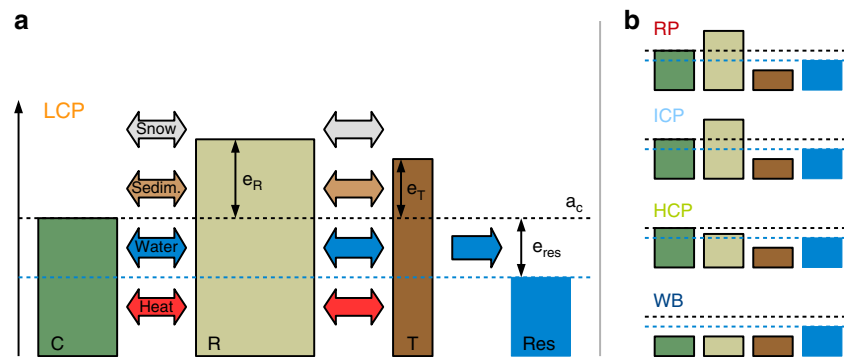 a
b
LCP
Snow
Sedim.
Water
Heat
e_R
e_T
a_c
e_res
C
R
T
Res
RP
ICP
HCP
WB